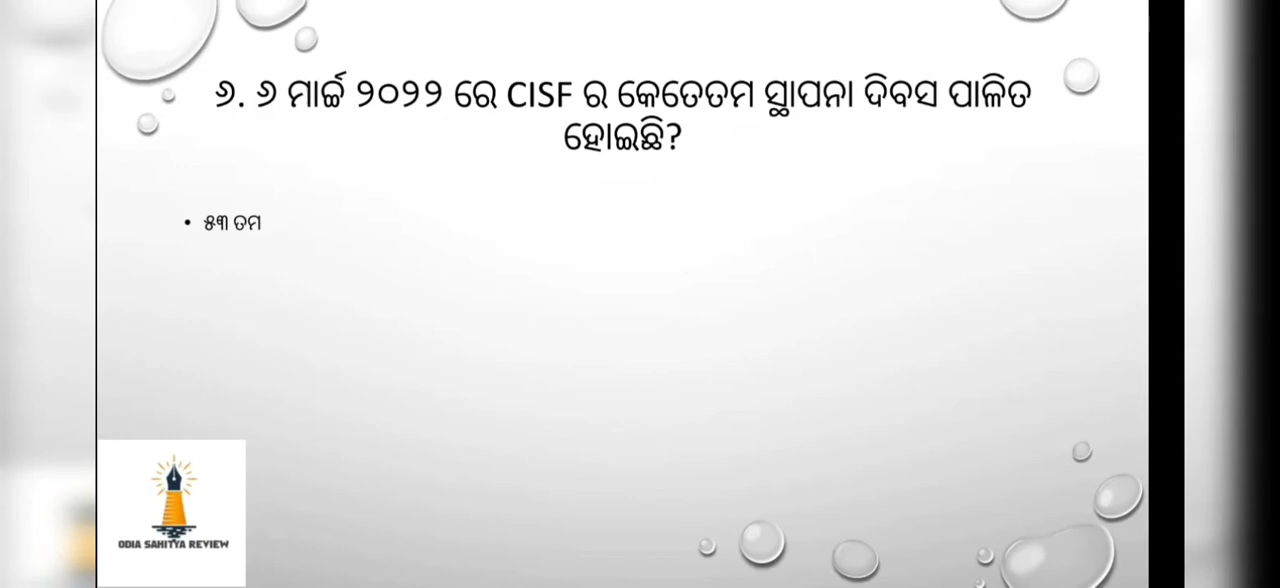 ୬. ୬ ମାର୍ଚ୍ଚ ୨୦୨୨ ରେ CISF ର କେତେତମ ସ୍ଥାପନା ଦିବସ ପାଳିତ
ହୋଇଛି?
• ୫୩ ତମ
ODIA SAHITYA REVIEW